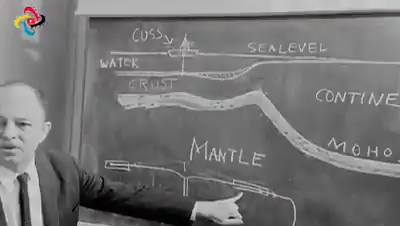 CUSS
SEALEVEL
WATER
CRUST
CONTINE
MOHO
MANTLE